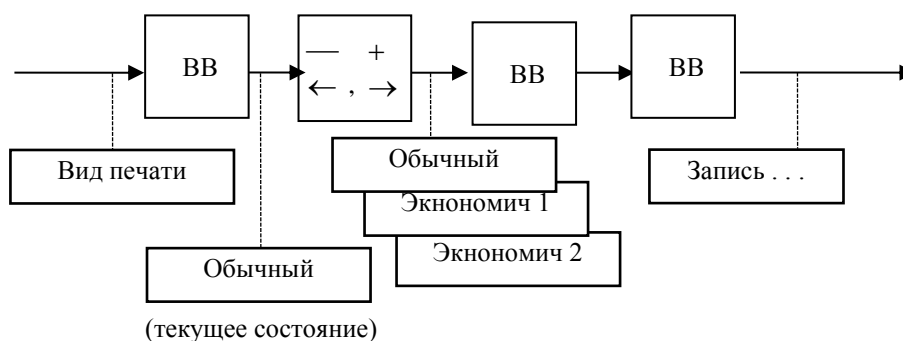 ВВ
— +
← , →
ВВ
ВВ
Вид печати
Обычный
Экнономич 1
Экнономич 2
Запись . . .
Обычный
(текущее состояние)